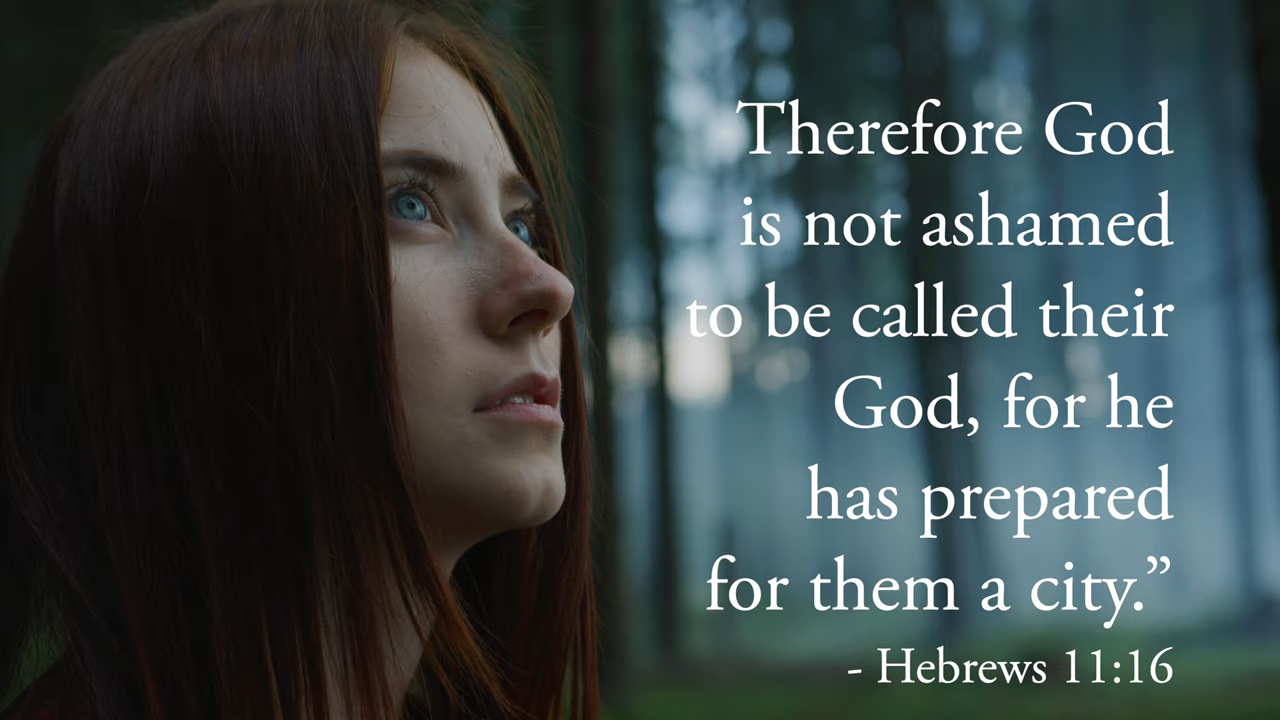 Therefore God
is not ashamed
to be called their
God, for he
has prepared
for them a city.”
- Hebrews 11:16